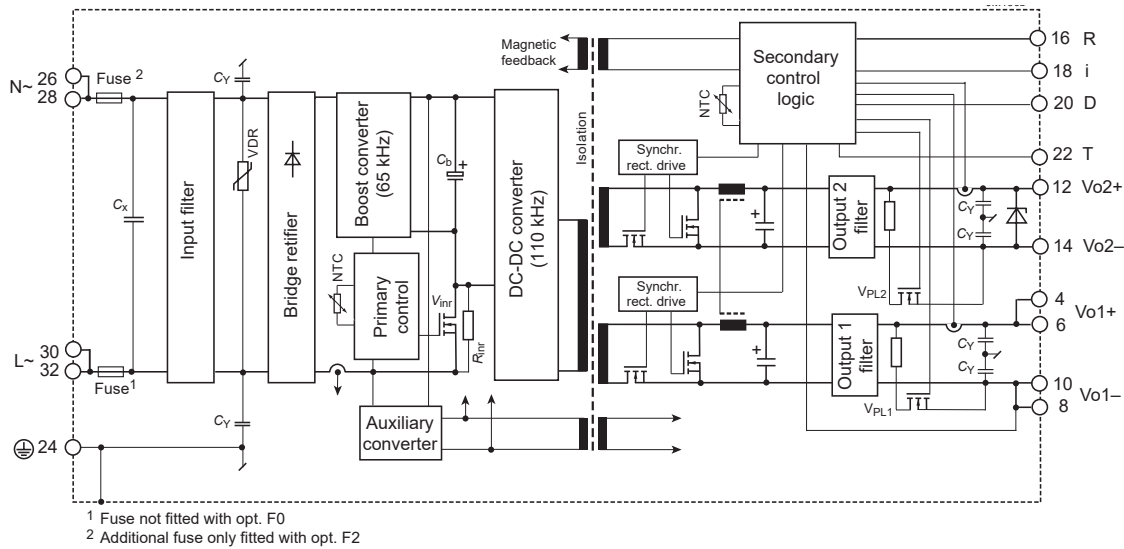 N~
26
28
Fuse 2
CY
Cx
Input filter
VDR
Bridge retifier
Boost converter
(65 kHz)
Cb
+
DC-DC converter
(110 kHz)
NTC
Primary
control
Vinr
Rinr
L~
30
32
Fuse1
CY
24
Auxiliary
converter
Magnetic
feedback
Isolation
Secondary
control
logic
NTC
Synchr.
rect. drive
+
Output 2
filter
VPL2
CY
CY
Synchr.
rect. drive
+
Output 1
filter
VPL1
CY
CY
16 R
18 i
20 D
22 T
12 Vo2+
14 Vo2–
4
Vo1+
6
10
Vo1–
8
1 Fuse not fitted with opt. F0
2 Additional fuse only fitted with opt. F2